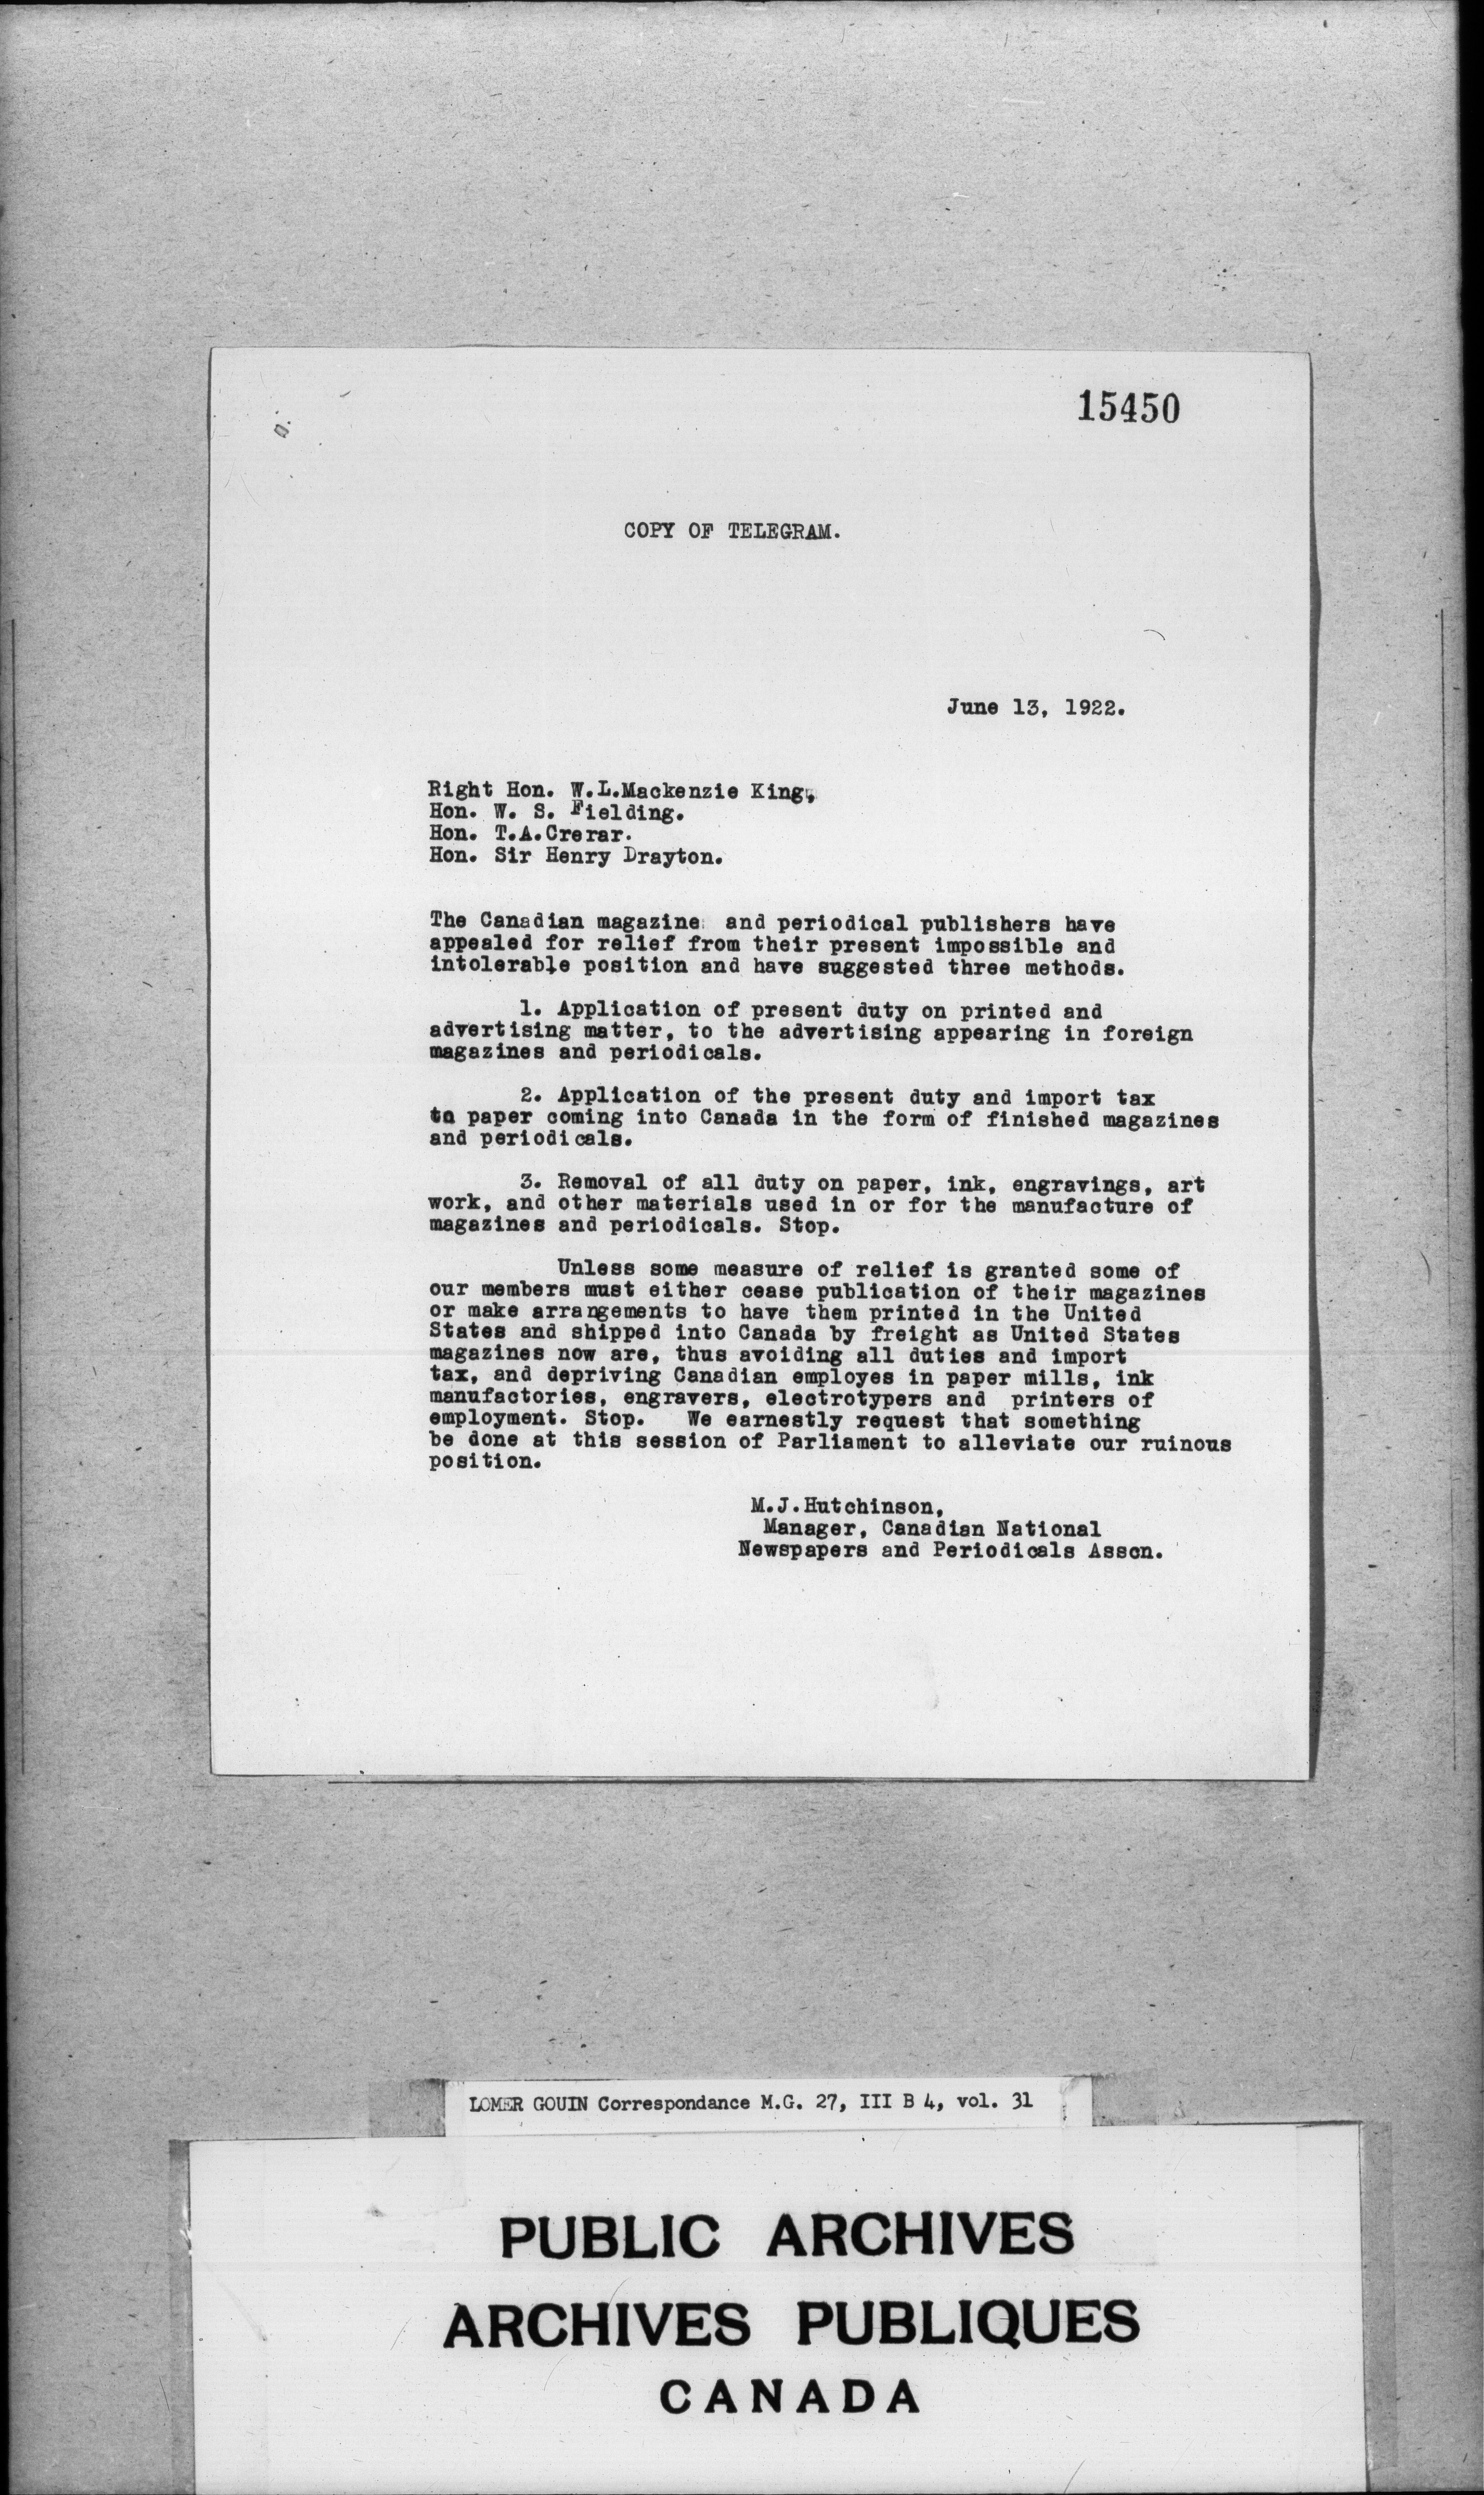 15450
COPY OF TELEGRAM.
June 13, 1922.
Right Hon. W.L.Mackenzie King,
Hon. W. S. Fielding.
Hon. T.A.Crerar.
Hon. Sir Henry Drayton.
The Canadian magazine and periodical publishers have
appealed for relief from their present impossible and
intolerable position and have suggested three methods.
1. Application of present duty on printed and
advertising matter, to the advertising appearing in foreign
magazines and periodicals.
2. Application of the present duty and import tax
to paper coming into Canada in the form of finished magazines
and periodicals.
3. Removal of all duty on paper, ink, engravings, art
work, and other materials used in or for the manufacture of
magazines and periodicals. Stop.
Unless some measure of relief is granted some of
our members must either cease publication of their magazines
or make arrangements to have them printed in the United
States and shipped into Canada by freight as United States
magazines now are, thus avoiding all duties and import
tax, and depriving Canadian employes in paper mills, ink
manufactories, engravers, electrotypers and printers of
employment. Stop. We earnestly request that something
be done at this session of Parliament to alleviate our ruinous
position.
M.J.Hutchinson,
Manager, Canadian National
Newspapers and Periodicals Asscn.
LOMER GOUIN Correspondance M.G. 27, III B 4, vol. 31
PUBLIC ARCHIVES
ARCHIVES PUBLIQUES
CANADA